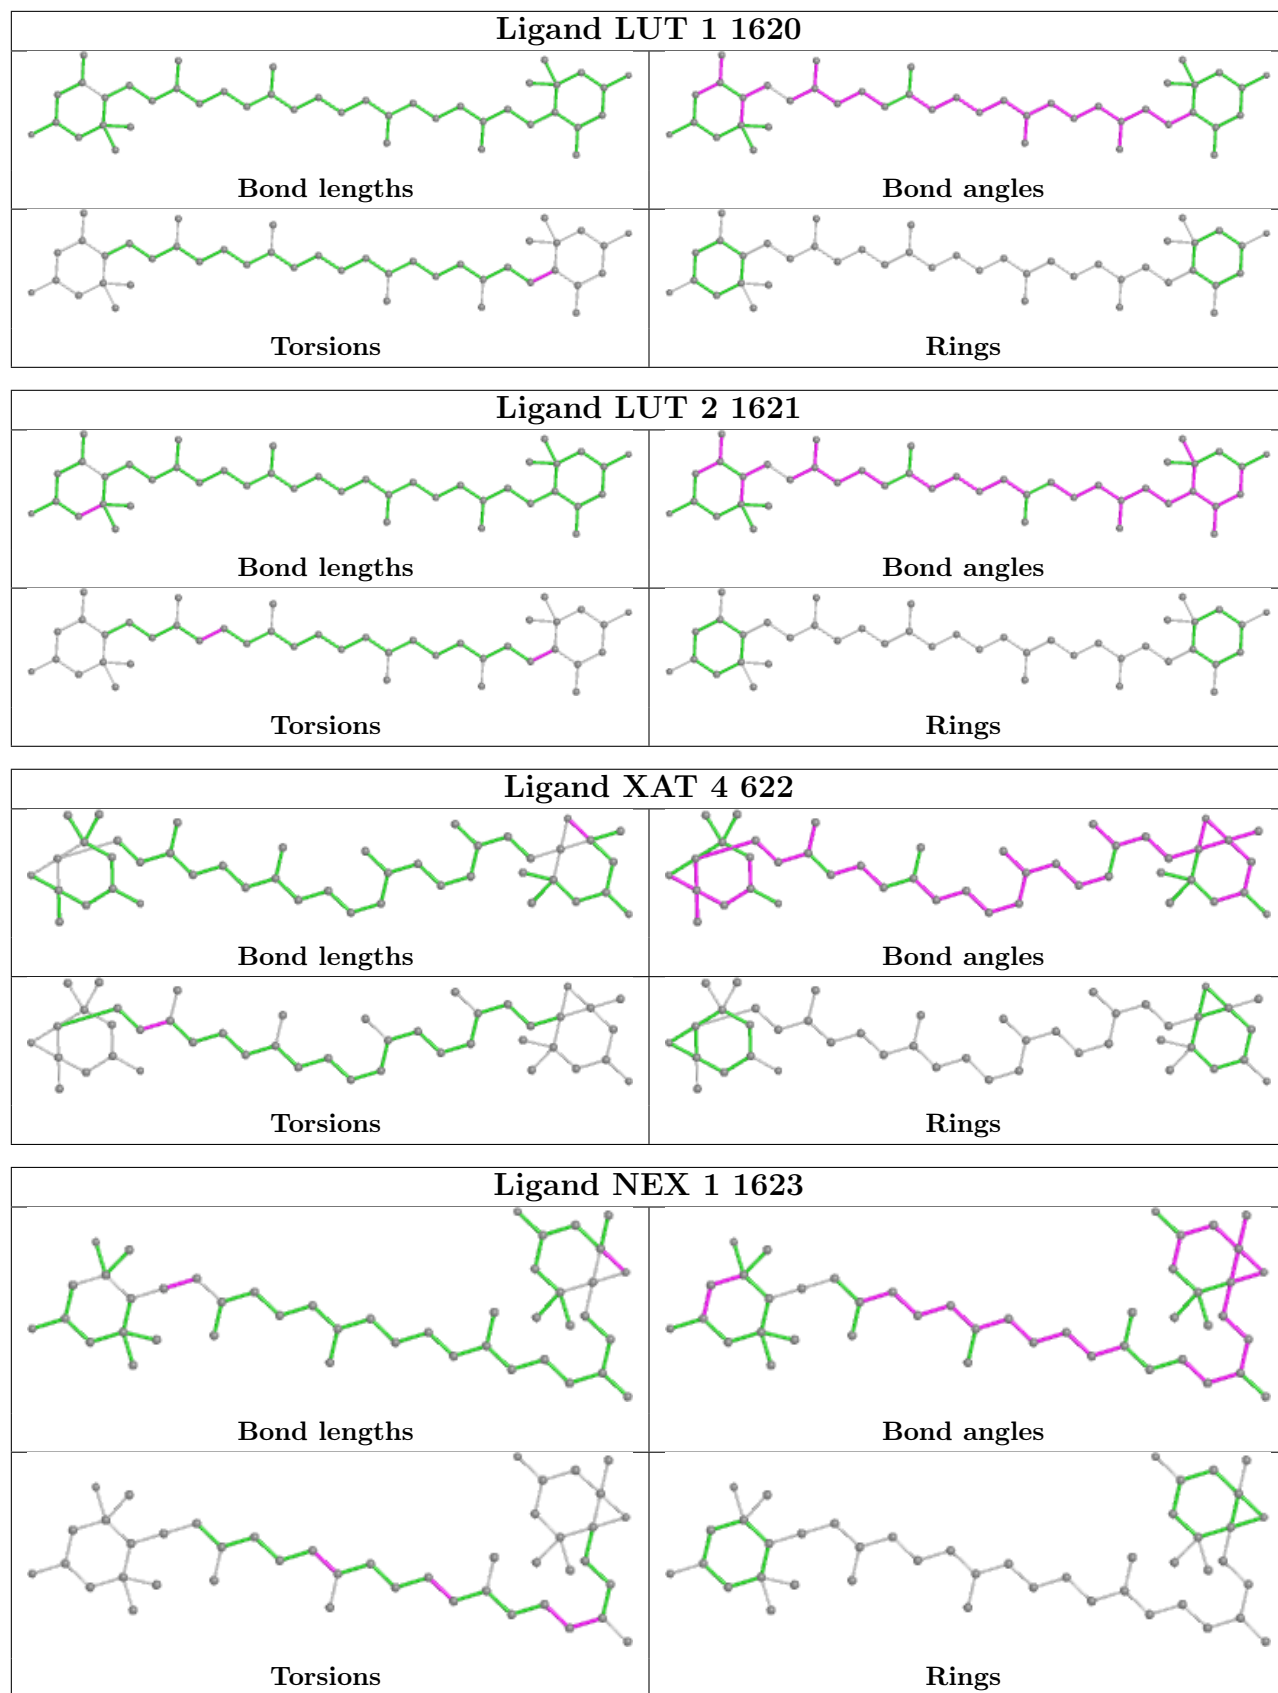 Ligand LUT 1 1620
Bond lengths
Bond angles
Torsions
Rings
Ligand LUT 2 1621
Bond lengths
Bond angles
Torsions
Rings
Ligand XAT 4 622
Bond lengths
Bond angles
Torsions
Rings
Ligand NEX 1 1623
Bond lengths
Bond angles
Torsions
Rings